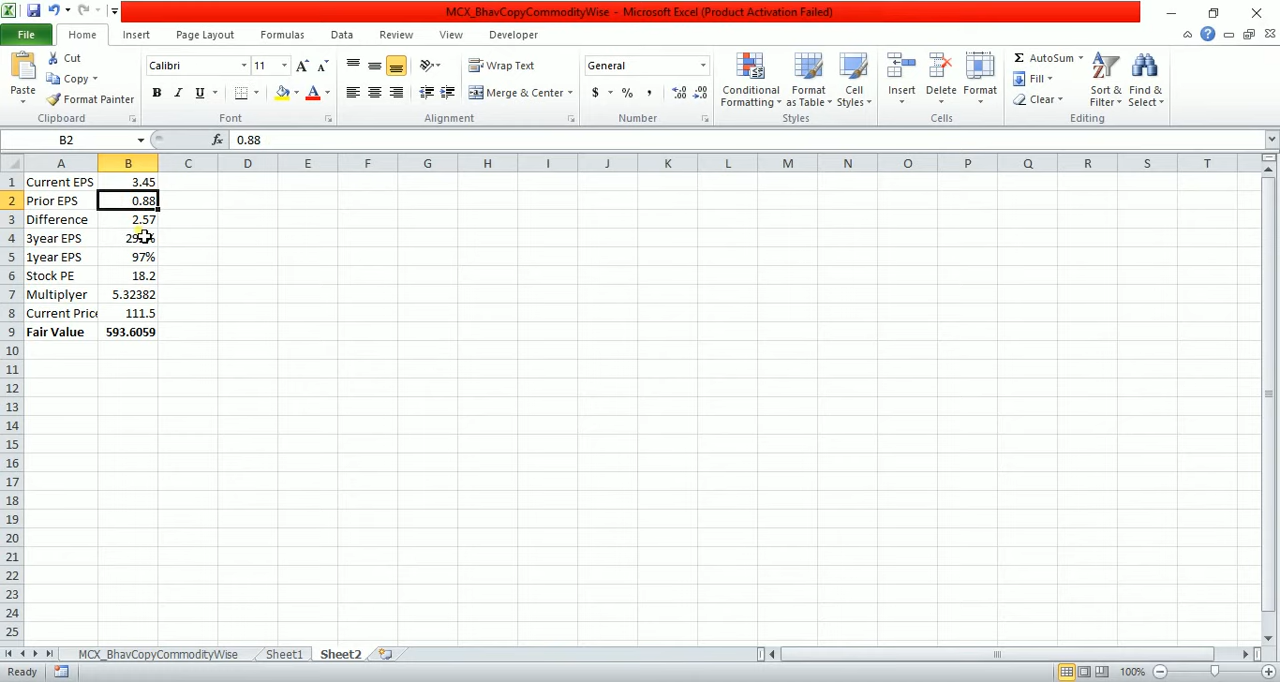 MCX_BhavCopyCommodityWise - Microsoft Excel (Product Activation Failed)
File Home Insert Page Layout Formulas Data Review View Developer
Paste Cut Copy Format Painter Clipboard
Calibri 11 B I U Font
Wrap Text Merge & Center Alignment
General $ % , Number
Conditional Formatting Format as Table Cell Styles Styles
Insert Delete Format Cells
AutoSum Fill Clear Sort & Filter Find & Select Editing
B2 fx 0.88
A B C D E F G H I J K L M N O P Q R S T
1 Current EPS 3.45
2 Prior EPS 0.88
3 Difference 2.57
4 3year EPS
5 1year EPS 97%
6 Stock PE 18.2
7 Multiplyer 5.32382
8 Current Price 111.5
9 Fair Value 593.6059
10
11
12
13
14
15
16
17
18
19
20
21
22
23
24
25
MCX_BhavCopyCommodityWise Sheet1 Sheet2
Ready 100%